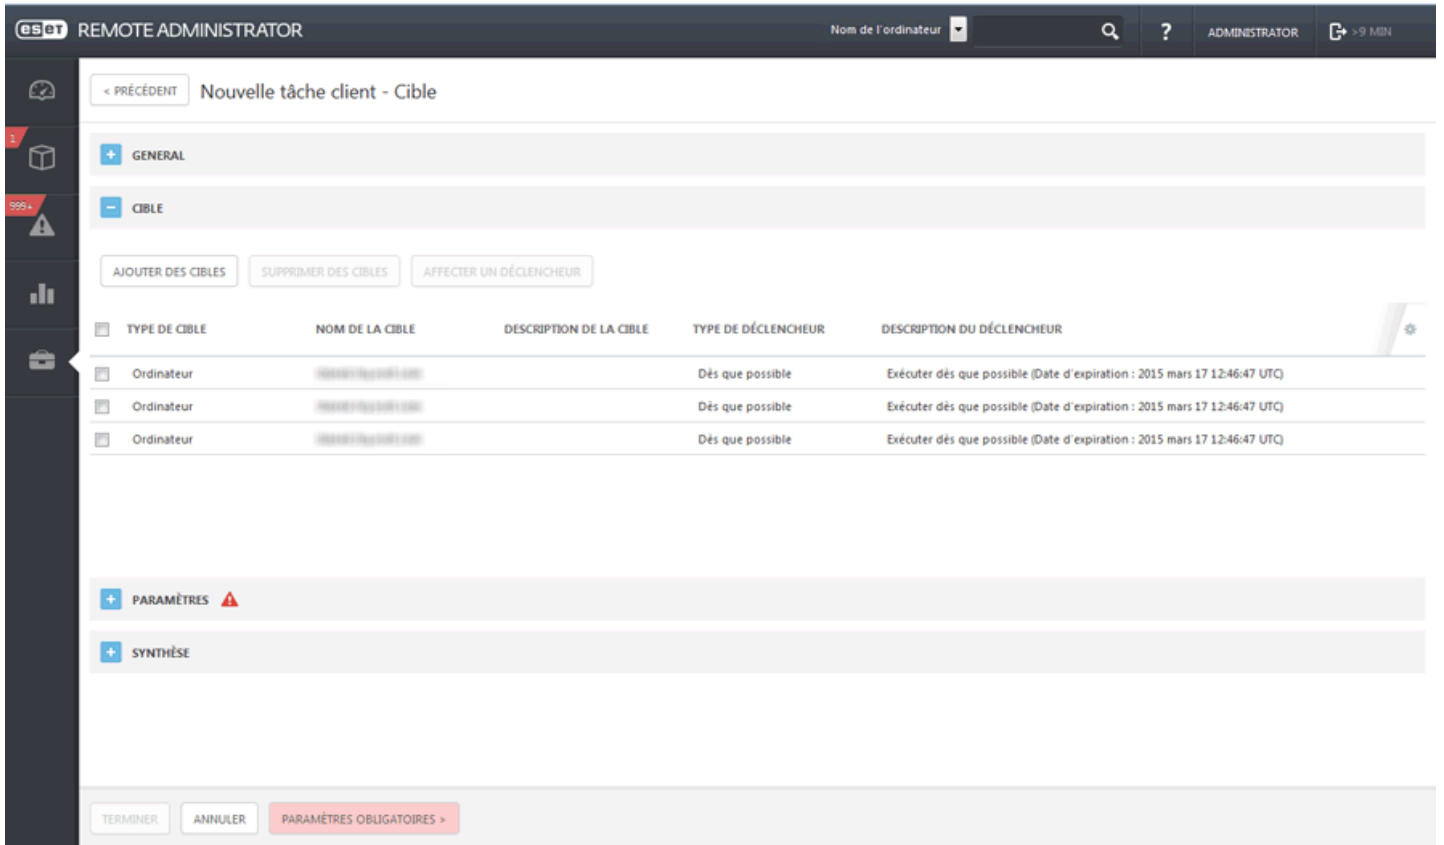 eset REMOTE ADMINISTRATOR Nom de l'ordinateur ? ADMINISTRATOR >9 MIN
< PRÉCÉDENT Nouvelle tâche client - Cible
1
GENERAL
999+
CIBLE
AJOUTER DES CIBLES SUPPRIMER DES CIBLES AFFECTER UN DÉCLENCHEUR
TYPE DE CIBLE NOM DE LA CIBLE DESCRIPTION DE LA CIBLE TYPE DE DÉCLENCHEUR DESCRIPTION DU DÉCLENCHEUR
Ordinateur Dès que possible Exécuter dès que possible (Date d'expiration : 2015 mars 17 12:46:47 UTC)
Ordinateur Dès que possible Exécuter dès que possible (Date d'expiration : 2015 mars 17 12:46:47 UTC)
Ordinateur Dès que possible Exécuter dès que possible (Date d'expiration : 2015 mars 17 12:46:47 UTC)
PARAMÈTRES
SYNTHÈSE
TERMINER ANNULER PARAMÈTRES OBLIGATOIRES >